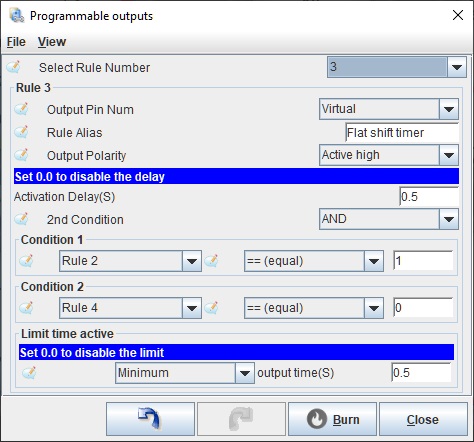 Programmable outputs
File View
Select Rule Number 3
Rule 3
Output Pin Num Virtual
Rule Alias Flat shift timer
Output Polarity Active high
Set 0.0 to disable the delay
Activation Delay(S) 0.5
2nd Condition AND
Condition 1
Rule 2 == (equal) 1
Condition 2
Rule 4 == (equal) 0
Limit time active
Set 0.0 to disable the limit
Minimum output time(S) 0.5
Burn Close